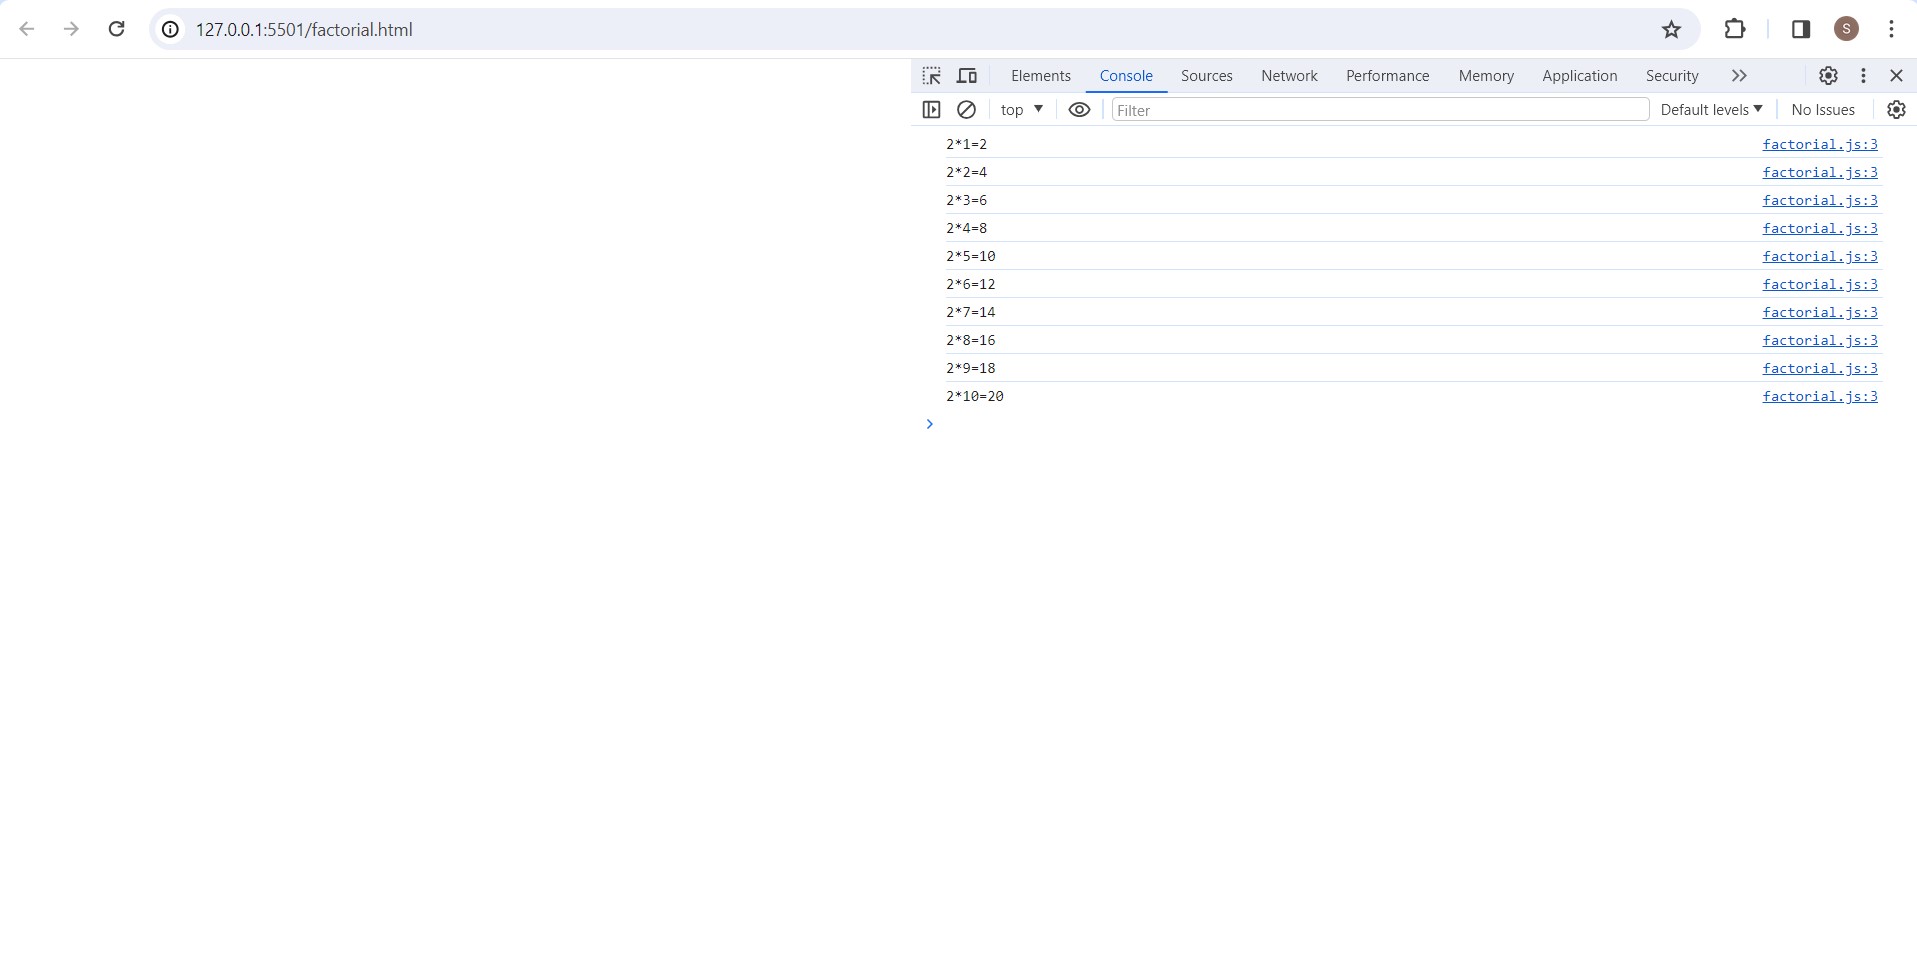 127.0.0.1:5501/factorial.html
S
Elements Console Sources Network Performance Memory Application Security
top Filter Default levels No Issues
2*1=2 factorial.js:3
2*2=4 factorial.js:3
2*3=6 factorial.js:3
2*4=8 factorial.js:3
2*5=10 factorial.js:3
2*6=12 factorial.js:3
2*7=14 factorial.js:3
2*8=16 factorial.js:3
2*9=18 factorial.js:3
2*10=20 factorial.js:3